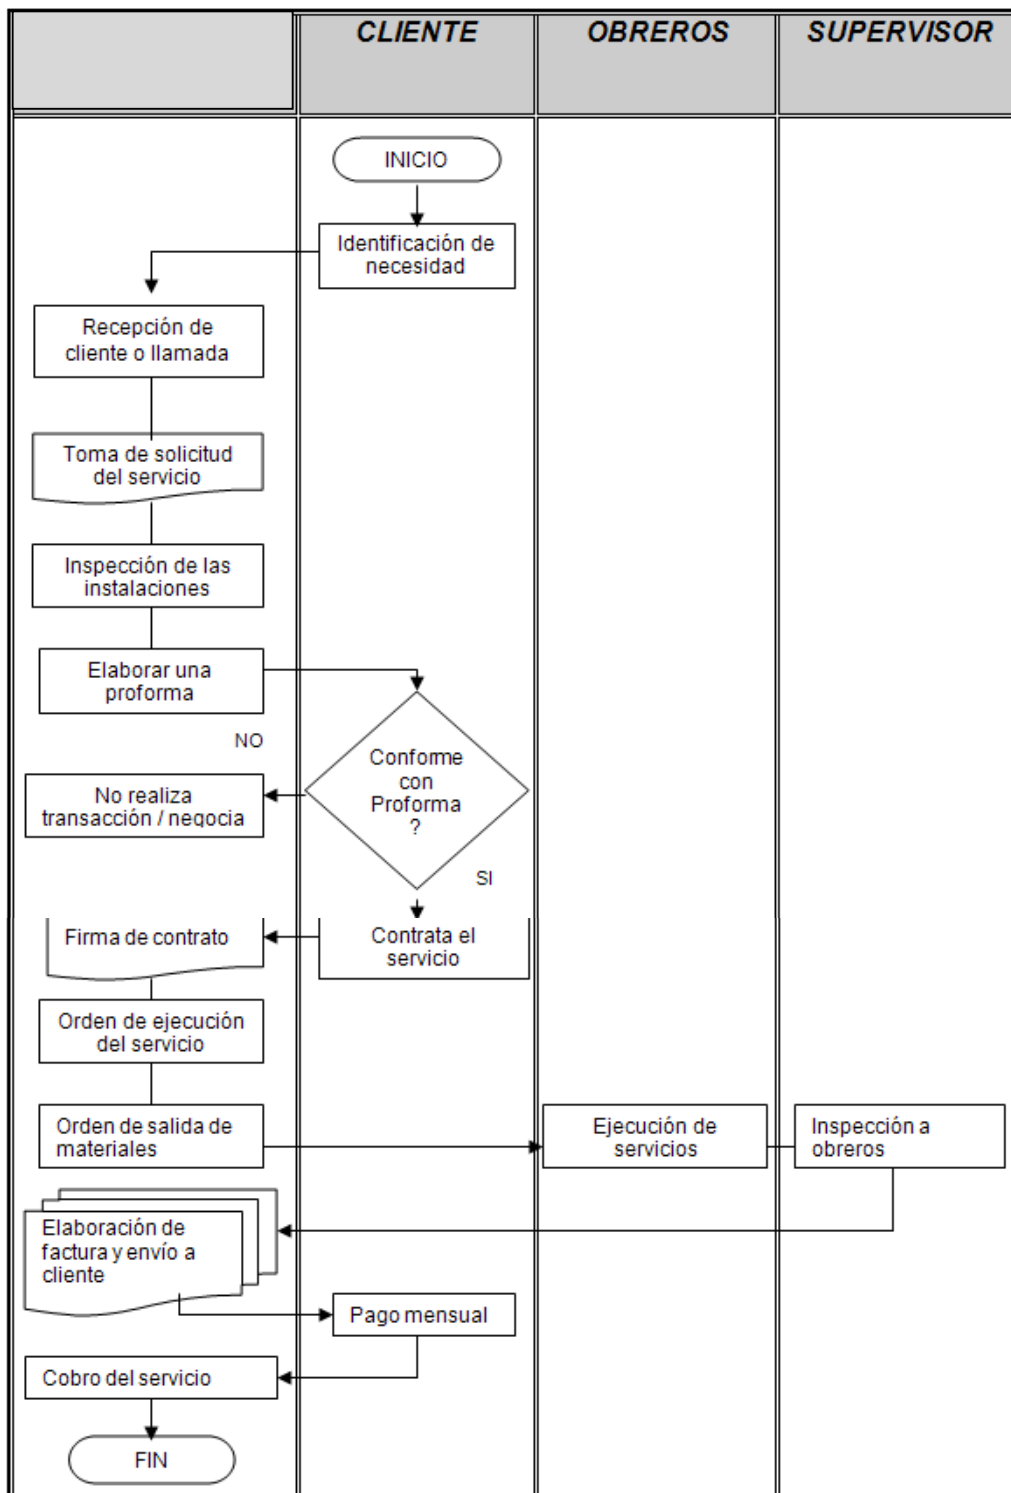 CLIENTE
OBREROS
SUPERVISOR
INICIO
Identificación de
necesidad
Recepción de
cliente o llamada
Toma de solicitud
del servicio
Inspección de las
instalaciones
Elaborar una
proforma
NO
Conforme
con
Proforma
?
No realiza
transacción / negocia
SI
Firma de contrato
Contrata el
servicio
Orden de ejecución
del servicio
Orden de salida de
materiales
Ejecución de
servicios
Inspección a
obreros
Elaboración de
factura y envío a
cliente
Pago mensual
Cobro del servicio
FIN